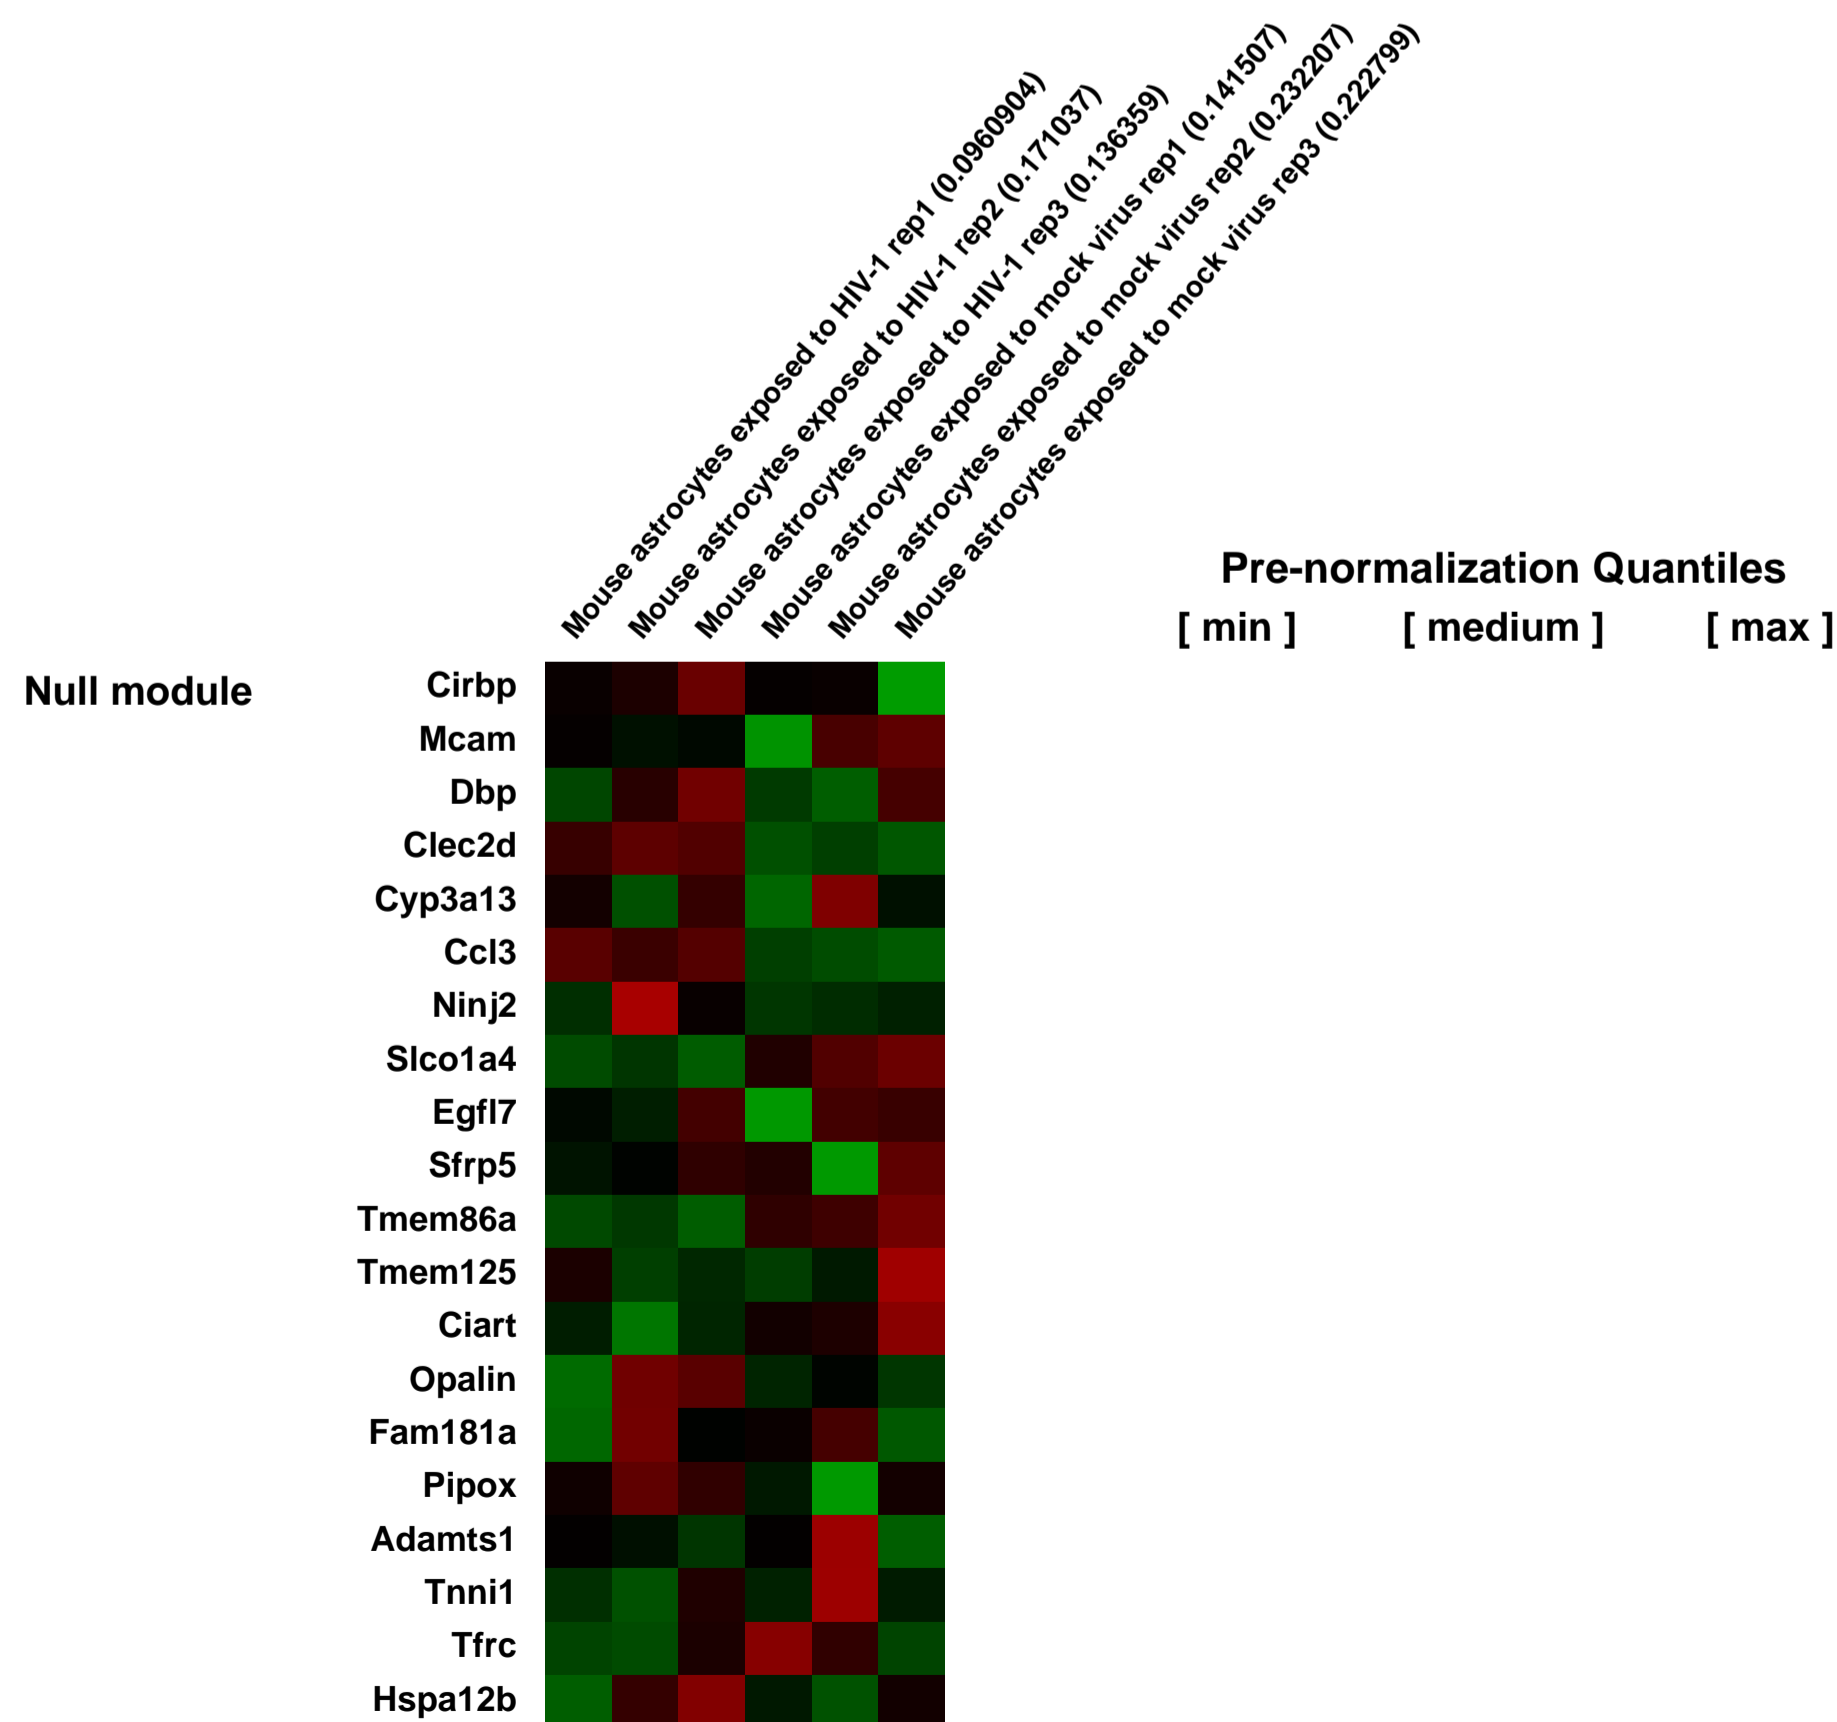 Mouse astrocytes exposed to HIV-1 rep1 (0.0960904)
Mouse astrocytes exposed to HIV-1 rep2 (0.171037)
Mouse astrocytes exposed to HIV-1 rep3 (0.136359)
Mouse astrocytes exposed to mock virus rep1 (0.141507)
Mouse astrocytes exposed to mock virus rep2 (0.232207)
Mouse astrocytes exposed to mock virus rep3 (0.222799)
Pre-normalization Quantiles
[ min ] [ medium ] [ max ]
Null module
Cirbp
Mcam
Dbp
Clec2d
Cyp3a13
Ccl3
Ninj2
Slco1a4
Egfl7
Sfrp5
Tmem86a
Tmem125
Ciart
Opalin
Fam181a
Pipox
Adamts1
Tnni1
Tfrc
Hspa12b